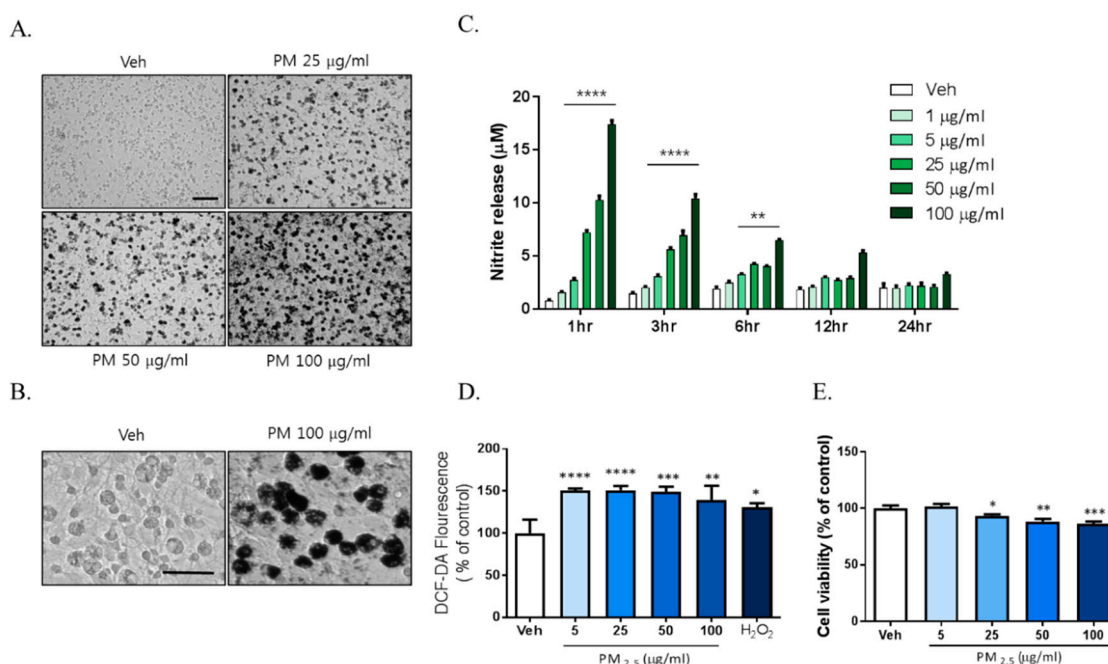 A.
Veh PM 25 μg/ml
PM 50 μg/ml PM 100 μg/ml
B.
Veh PM 100 μg/ml
C.
Nitrite release (μM)
20
15
10
5
0
**** **** **
1hr 3hr 6hr 12hr 24hr
Veh
1 μg/ml
5 μg/ml
25 μg/ml
50 μg/ml
100 μg/ml
D.
DCF-DA Flourescence
( % of control)
200
150
100
50
0
**** **** *** ** *
Veh 5 25 50 100 H₂O₂
PM 2.5 (μg/ml)
E.
Cell viability (% of control)
150
100
50
0
* ** ***
Veh 5 25 50 100
PM 2.5 (μg/ml)